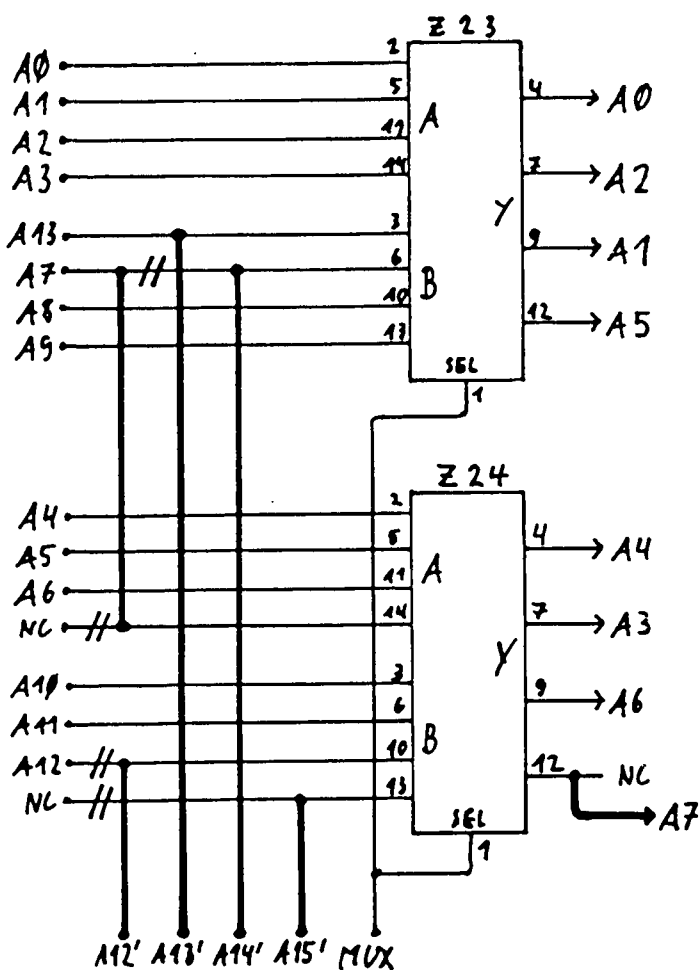 Z23
A0 2 4 A0
A1 5
A2 11 A
A3 14 7 A2
Y
A13 3 9 A1
A7 6
A8 10 B
A9 13 12 A5
SEL
1
Z24
A4 2 4 A4
A5 5
A6 11 A
NC 14 7 A3
Y
A10 3 9 A6
A11 6
A12 10 B
NC 13 12 NC
SEL A7
1
A12' A13' A14' A15' MUX